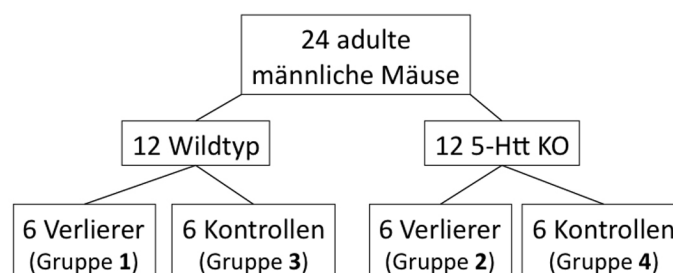 24 adulte
männliche Mäuse
12 Wildtyp
12 5-Htt KO
6 Verlierer
(Gruppe 1)
6 Kontrollen
(Gruppe 3)
6 Verlierer
(Gruppe 2)
6 Kontrollen
(Gruppe 4)